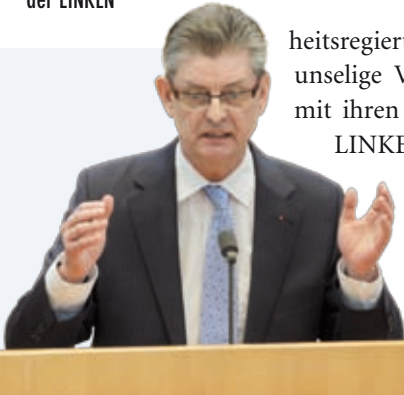 der LINKEN
heitsregier
unselige V
mit ihren
LINKE